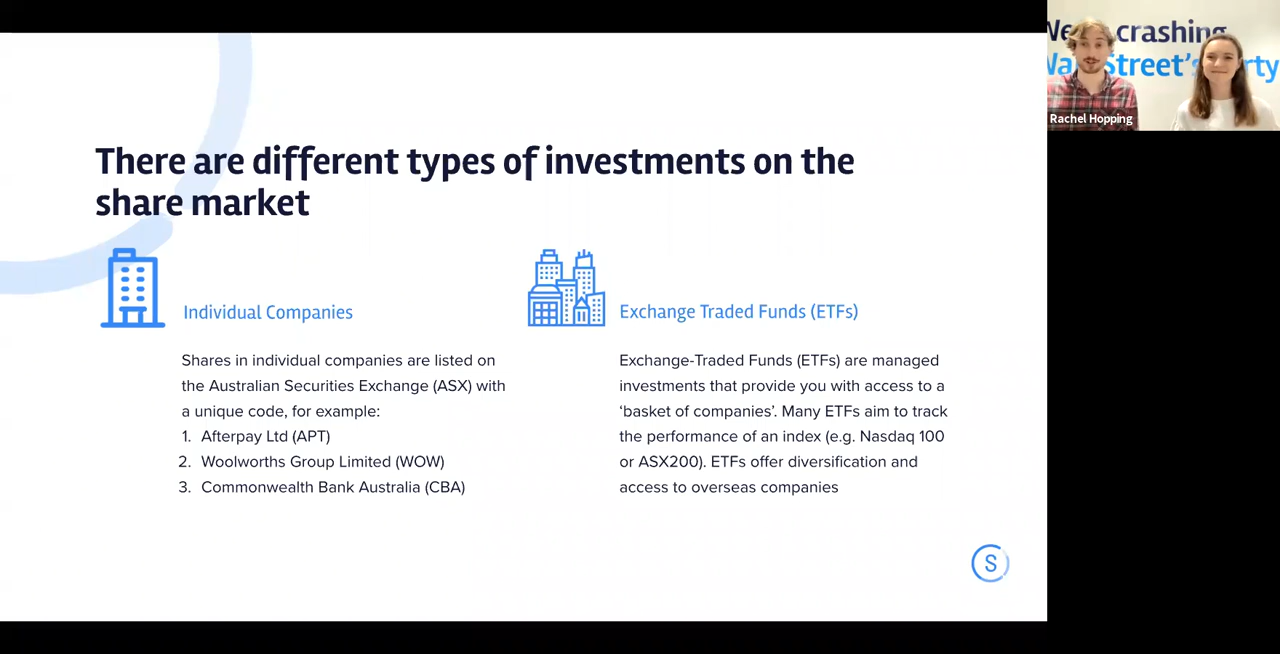 There are different types of investments on the
share market
Individual Companies
Shares in individual companies are listed on
the Australian Securities Exchange (ASX) with
a unique code, for example:
1. Afterpay Ltd (APT)
2. Woolworths Group Limited (WOW)
3. Commonwealth Bank Australia (CBA)
Exchange Traded Funds (ETFs)
Exchange-Traded Funds (ETFs) are managed
investments that provide you with access to a
‘basket of companies’. Many ETFs aim to track
the performance of an index (e.g. Nasdaq 100
or ASX200). ETFs offer diversification and
access to overseas companies
S
crashing
Street’s
Rachel Hopping